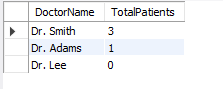 DoctorName TotalPatients
Dr. Smith 3
Dr. Adams 1
Dr. Lee 0